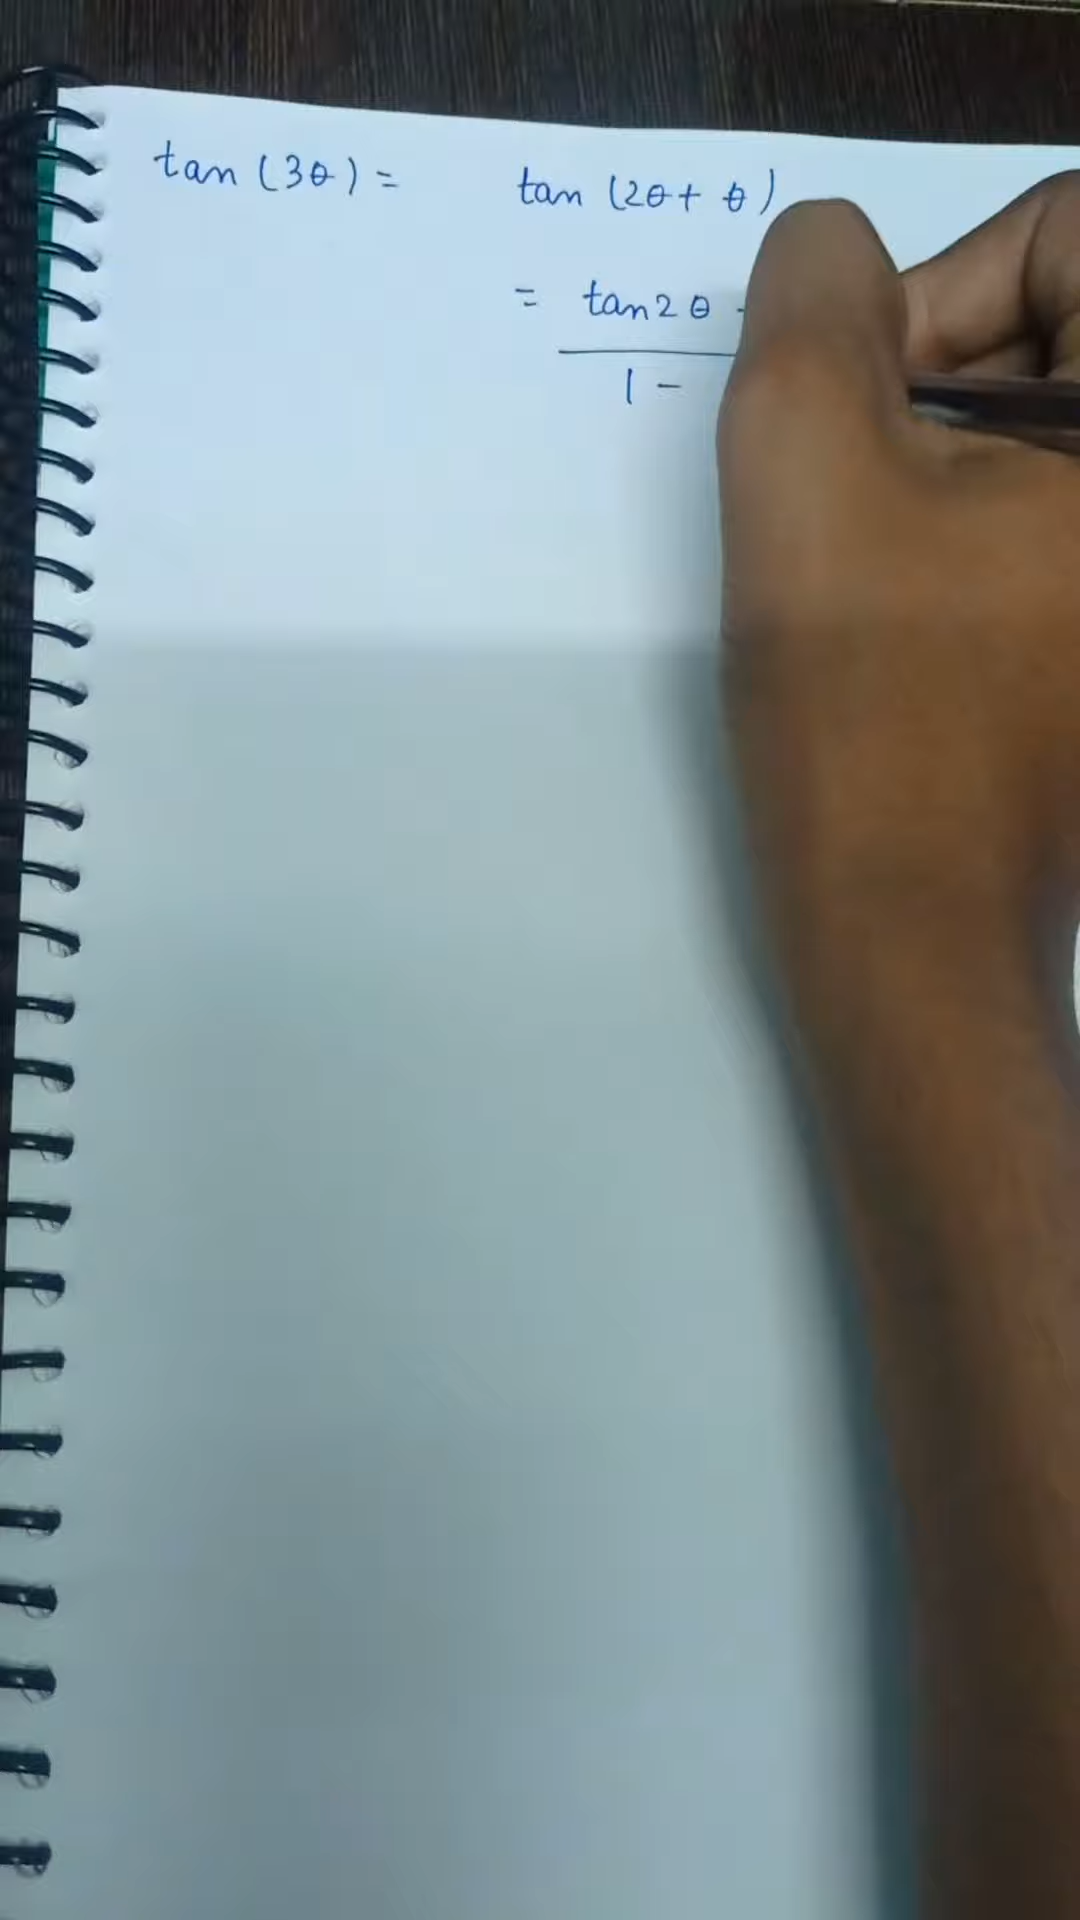 tan (3θ) = tan (2θ + θ)
= tan2θ
1 -